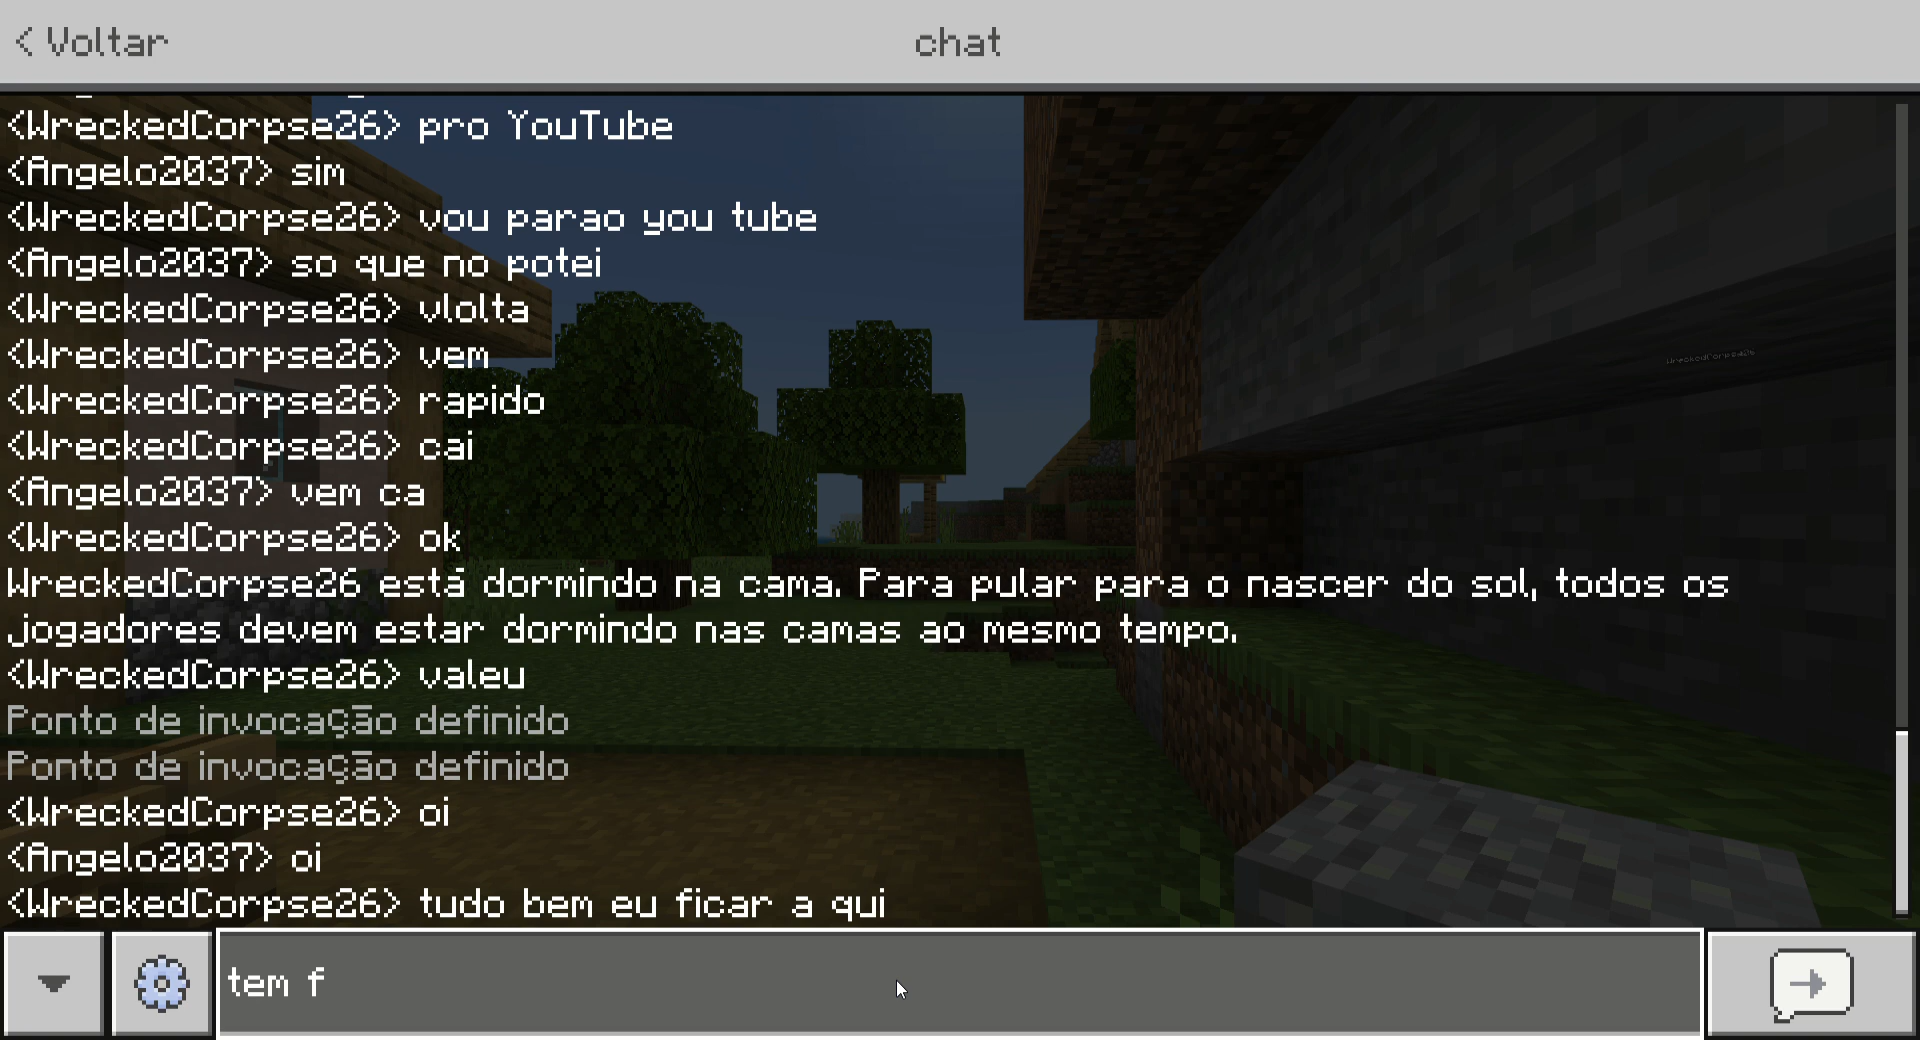 < Voltar
chat
<WreckedCorpse26> pro YouTube
<Angelo2037> sim
<WreckedCorpse26> vou parao you tube
<Angelo2037> so que no potei
<WreckedCorpse26> vlolta
<WreckedCorpse26> vem
<WreckedCorpse26> rapido
<WreckedCorpse26> cai
<Angelo2037> vem ca
<WreckedCorpse26> ok
WreckedCorpse26 está dormindo na cama. Para pular para o nascer do sol, todos os
jogadores devem estar dormindo nas camas ao mesmo tempo.
<WreckedCorpse26> valeu
Ponto de invocação definido
Ponto de invocação definido
<WreckedCorpse26> oi
<Angelo2037> oi
<WreckedCorpse26> tudo bem eu ficar a qui
tem f
WreckedCorpse26